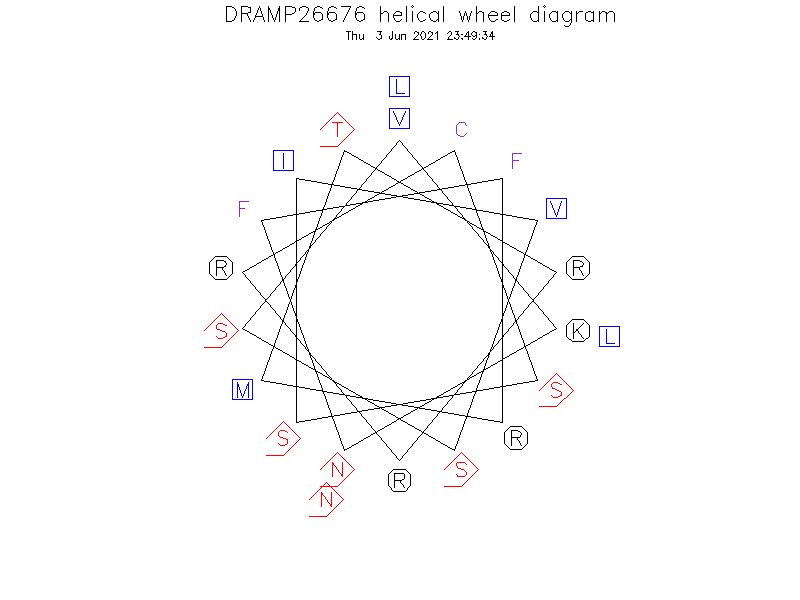 DRAMP26676 helical wheel diagram
Thu 3 Jun 2021 23:49:34
L
V
T C
I F
F V
R R
S K L
M S
S R
N R S
N